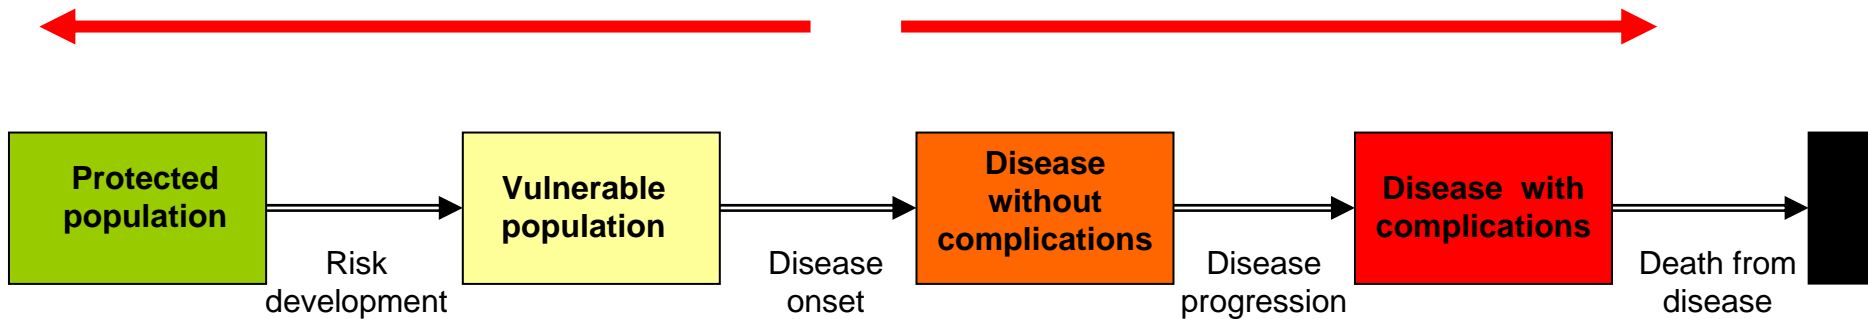 Protected
population
Risk
development
Vulnerable
population
Disease
onset
Disease
without
complications
Disease
progression
Disease with
complications
Death from
disease